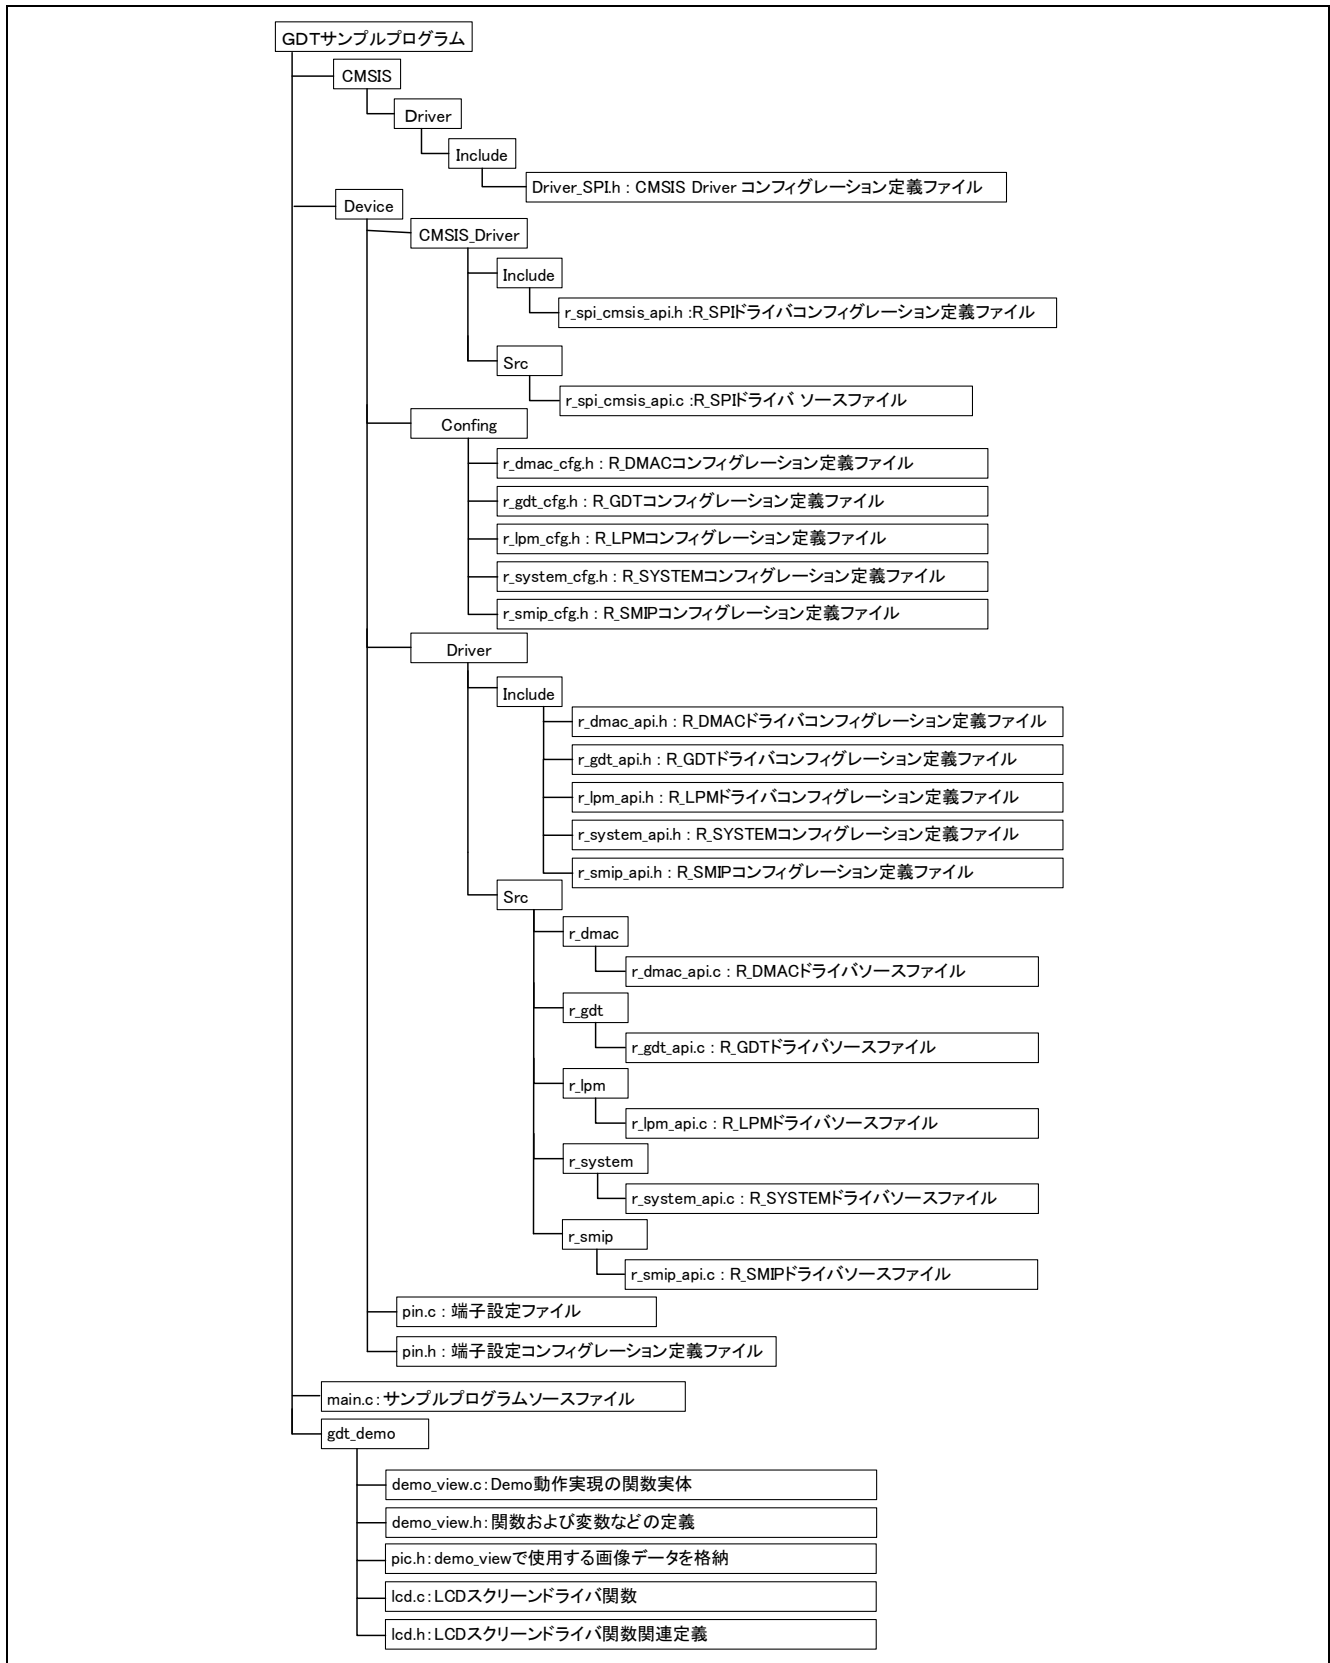 GDTサンプルプログラム
CMSIS
Driver
Include
Driver_SPI.h : CMSIS Driver コンフィグレーション定義ファイル
Device
CMSIS_Driver
Include
r_spi_cmsis_api.h :R_SPIドライバコンフィグレーション定義ファイル
Src
r_spi_cmsis_api.c :R_SPIドライバ ソースファイル
Confing
r_dmac_cfg.h : R_DMACコンフィグレーション定義ファイル
r_gdt_cfg.h : R_GDTコンフィグレーション定義ファイル
r_lpm_cfg.h : R_LPMコンフィグレーション定義ファイル
r_system_cfg.h : R_SYSTEMコンフィグレーション定義ファイル
r_smip_cfg.h : R_SMIPコンフィグレーション定義ファイル
Driver
Include
r_dmac_api.h : R_DMACドライバコンフィグレーション定義ファイル
r_gdt_api.h : R_GDTドライバコンフィグレーション定義ファイル
r_lpm_api.h : R_LPMドライバコンフィグレーション定義ファイル
r_system_api.h : R_SYSTEMコンフィグレーション定義ファイル
r_smip_api.h : R_SMIPコンフィグレーション定義ファイル
Src
r_dmac
r_dmac_api.c : R_DMACドライバソースファイル
r_gdt
r_gdt_api.c : R_GDTドライバソースファイル
r_lpm
r_lpm_api.c : R_LPMドライバソースファイル
r_system
r_system_api.c : R_SYSTEMドライバソースファイル
r_smip
r_smip_api.c : R_SMIPドライバソースファイル
pin.c : 端子設定ファイル
pin.h : 端子設定コンフィグレーション定義ファイル
main.c:サンプルプログラムソースファイル
gdt_demo
demo_view.c:Demo動作実現の関数実体
demo_view.h:関数および変数などの定義
pic.h:demo_viewで使用する画像データを格納
lcd.c:LCDスクリーンドライバ関数
lcd.h:LCDスクリーンドライバ関数関連定義